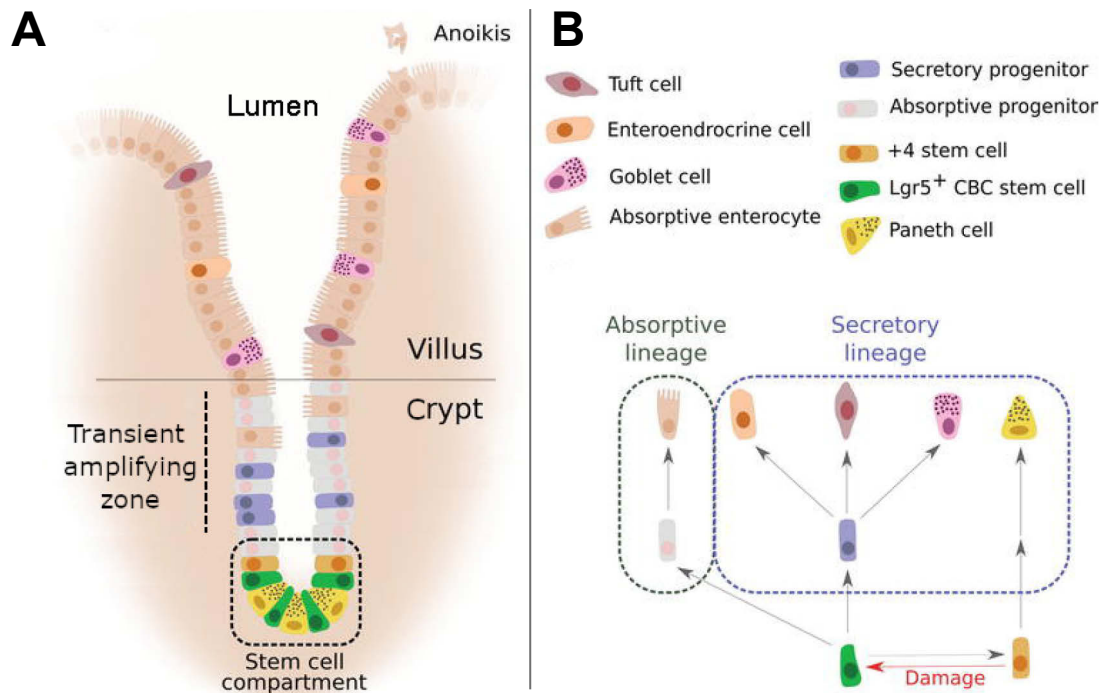 A
Anoikis
Lumen
Villus
Crypt
Transient
amplifying
zone
Stem cell
compartment
B
Tuft cell
Enteroendocrine cell
Goblet cell
Absorptive enterocyte
Secretory progenitor
Absorptive progenitor
+4 stem cell
Lgr5+ CBC stem cell
Paneth cell
Absorptive
lineage
Secretory
lineage
Damage